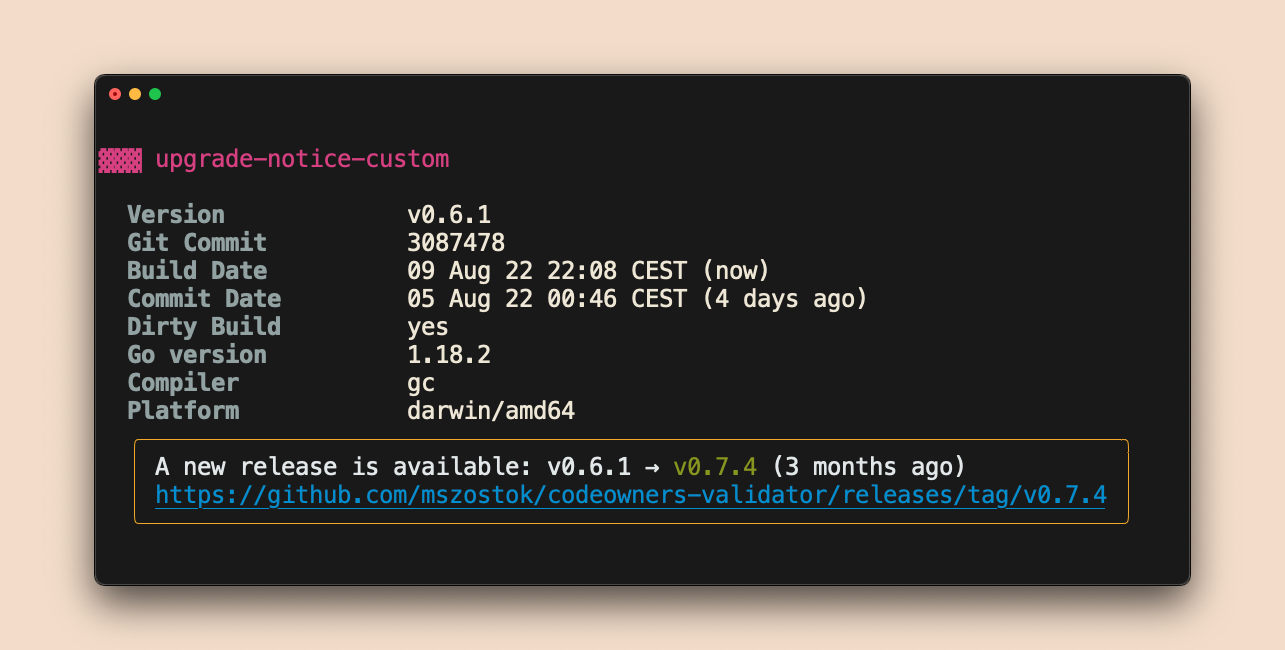 upgrade-notice-custom
Version v0.6.1
Git Commit 3087478
Build Date 09 Aug 22 22:08 CEST (now)
Commit Date 05 Aug 22 00:46 CEST (4 days ago)
Dirty Build yes
Go version 1.18.2
Compiler gc
Platform darwin/amd64
A new release is available: v0.6.1 → v0.7.4 (3 months ago)
https://github.com/mszostok/codeowners-validator/releases/tag/v0.7.4